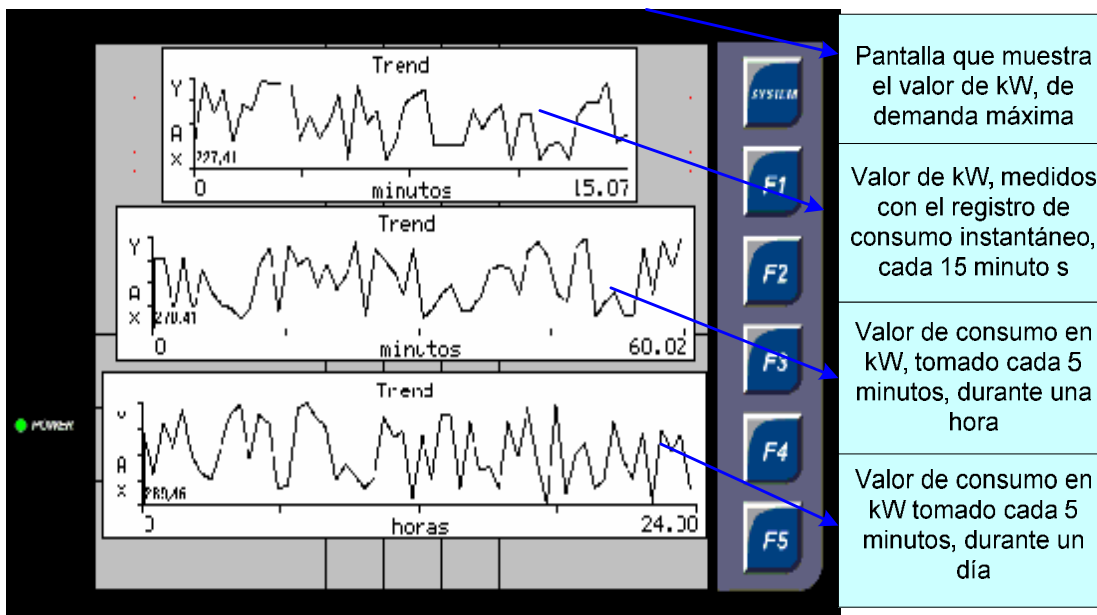 Trend
Y
A
X
227,41
0
minutos
15.07
Trend
Y
A
X
270.41
0
minutos
60.02
Trend
A
X
289,46
horas
24.00
POWER
SYSTEM
F1
F2
F3
F4
F5
Pantalla que muestra
el valor de kW, de
demanda máxima
Valor de kW, medidos
con el registro de
consumo instantáneo,
cada 15 minuto s
Valor de consumo en
kW, tomado cada 5
minutos, durante una
hora
Valor de consumo en
kW tomado cada 5
minutos, durante un
día